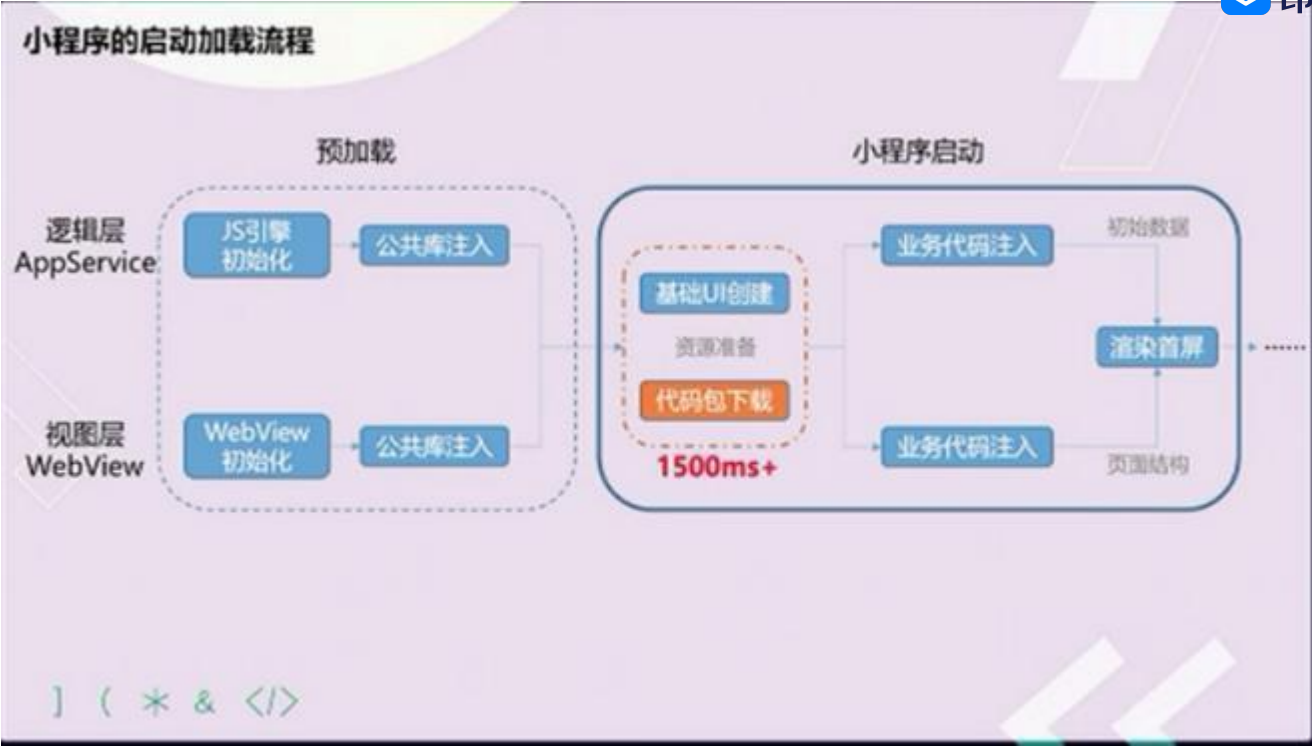 小程序的启动加载流程
预加载
小程序启动
逻辑层
AppService
JS引擎
初始化
公共库注入
基础UI创建
资源准备
代码包下载
1500ms+
业务代码注入
初始数据
渲染首屏
......
视图层
WebView
WebView
初始化
公共库注入
业务代码注入
页面结构
] ( * & </>